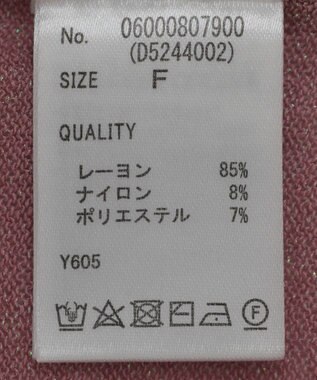 No. 06000807900
(D5244002)
SIZE F
QUALITY
レーヨン 85%
ナイロン 8%
ポリエステル 7%
Y605
F